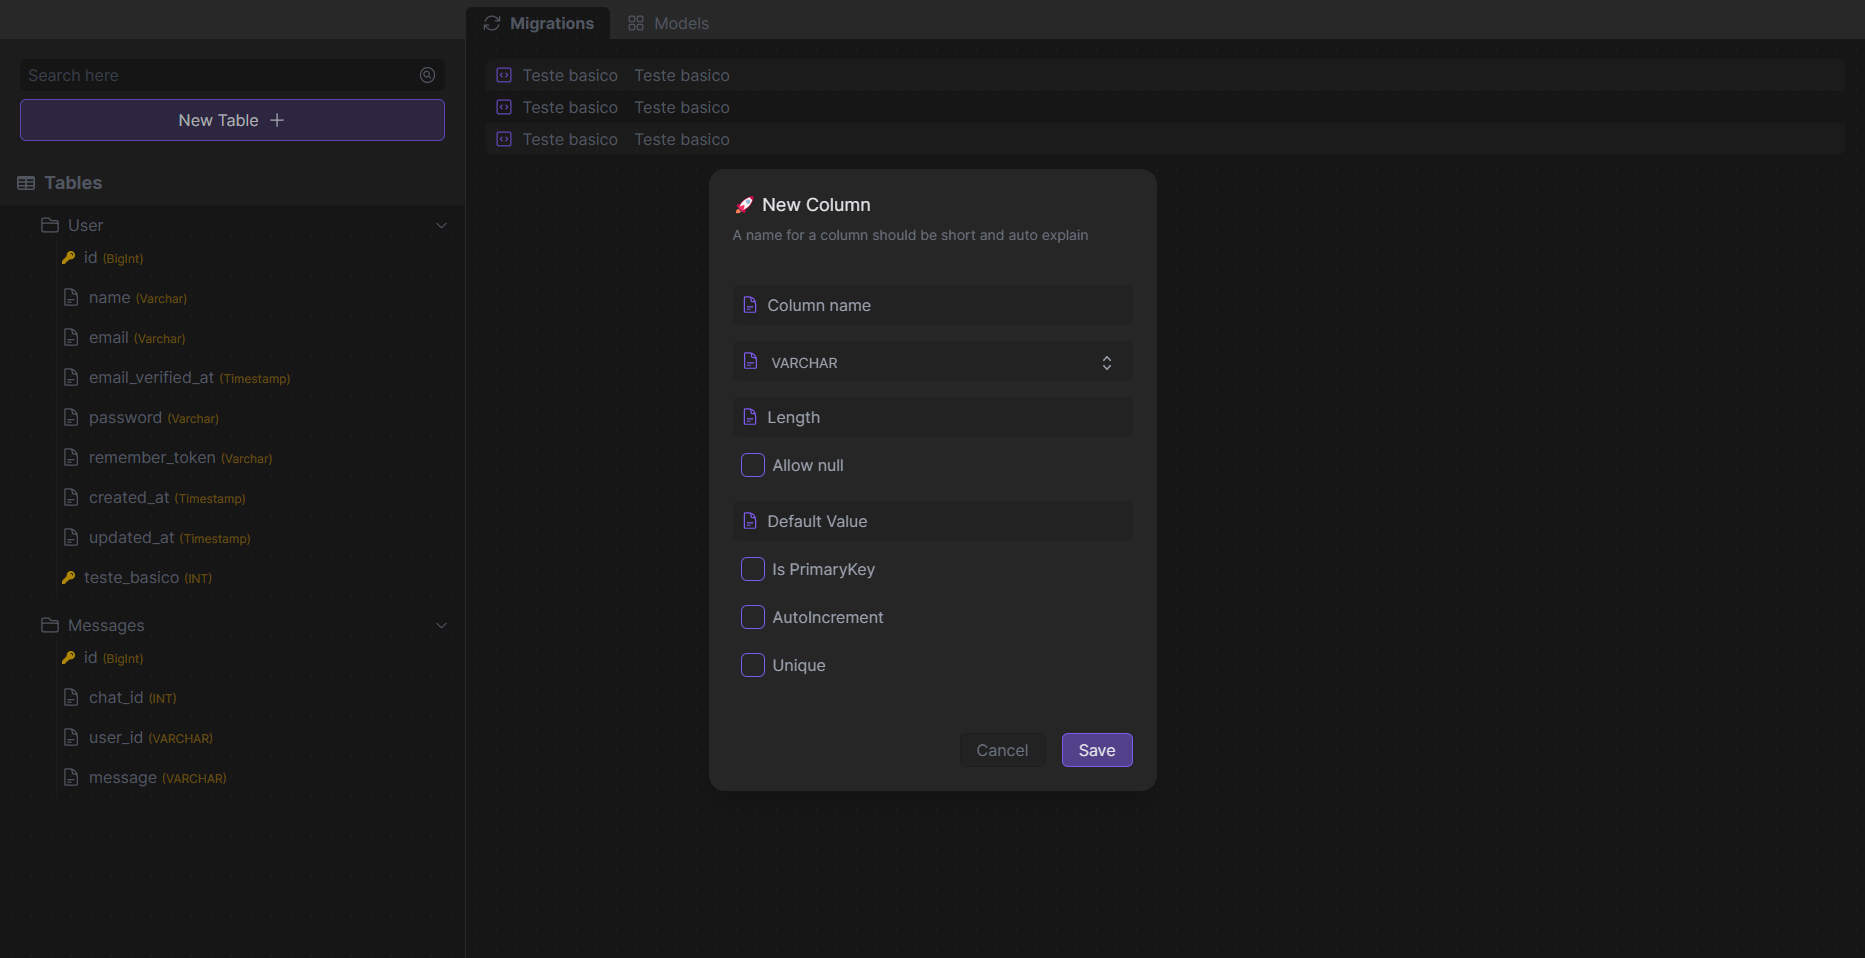 Migrations Models
Search here
New Table
Tables
User
id (BigInt)
name (Varchar)
email (Varchar)
email_verified_at (Timestamp)
password (Varchar)
remember_token (Varchar)
created_at (Timestamp)
updated_at (Timestamp)
teste_basico (INT)
Messages
id (BigInt)
chat_id (INT)
user_id (VARCHAR)
message (VARCHAR)
Teste basico Teste basico
Teste basico Teste basico
Teste basico Teste basico
New Column
A name for a column should be short and auto explain
Column name
VARCHAR
Length
Allow null
Default Value
Is PrimaryKey
AutoIncrement
Unique
Cancel Save